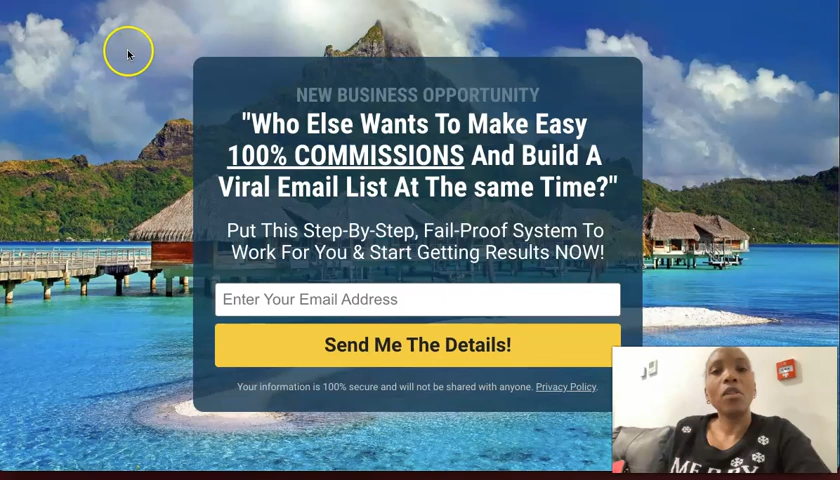 NEW BUSINESS OPPORTUNITY
"Who Else Wants To Make Easy
100% COMMISSIONS And Build A
Viral Email List At The same Time?"
Put This Step-By-Step, Fail-Proof System To
Work For You & Start Getting Results NOW!
Enter Your Email Address
Send Me The Details!
Your information is 100% secure and will not be shared with anyone. Privacy Policy.